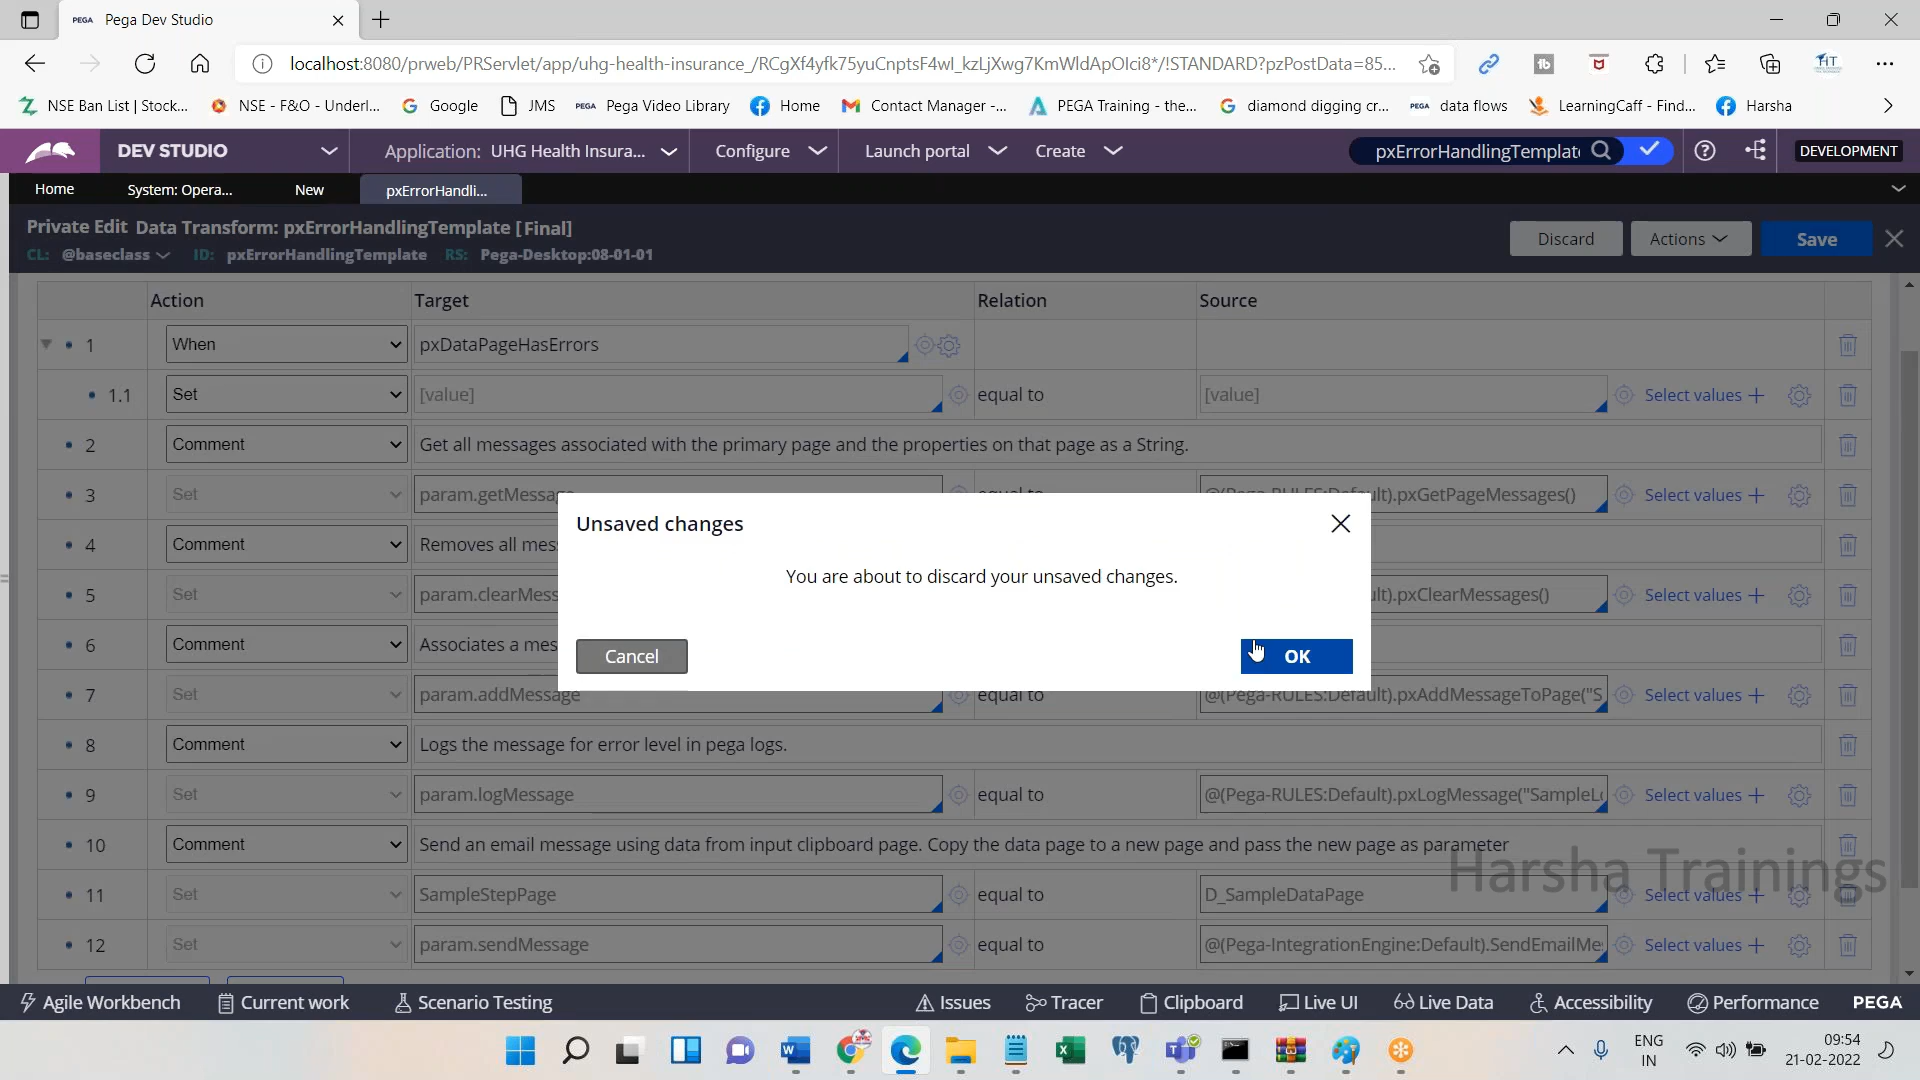 PEGA Pega Dev Studio
localhost:8080/prweb/PRServlet/app/uhg-health-insurance_/RCgXf4yfk75yuCnptsF4wI_kzLjXwg7KmWldApOIci8*/!STANDARD?pzPostData=85...
NSE Ban List | Stock... NSE - F&O - Underl... Google JMS PEGA Pega Video Library Home Contact Manager -... PEGA Training - the... diamond digging cr... PEGA data flows LearningCaff - Find... Harsha
DEV STUDIO Application: UHG Health Insura... Configure Launch portal Create pxErrorHandlingTemplat DEVELOPMENT
Home System: Opera... New pxErrorHandli...
Private Edit Data Transform: pxErrorHandlingTemplate [Final]
CL: @baseclass ID: pxErrorHandlingTemplate RS: Pega-Desktop:08-01-01
Discard Actions Save
Action Target Relation Source
1 When pxDataPageHasErrors
1.1 Set [value] equal to [value] Select values
2 Comment Get all messages associated with the primary page and the properties on that page as a String.
3 Set param.getMessage equal to @(Pega-RULES:Default).pxGetPageMessages() Select values
4 Comment Removes all mes
5 Set param.clearMess ult).pxClearMessages() Select values
6 Comment Associates a mes
7 Set param.addMessage equal to @(Pega-RULES:Default).pxAddMessageToPage("S Select values
8 Comment Logs the message for error level in pega logs.
9 Set param.logMessage equal to @(Pega-RULES:Default).pxLogMessage("SampleLo Select values
10 Comment Send an email message using data from input clipboard page. Copy the data page to a new page and pass the new page as parameter
11 Set SampleStepPage equal to D_SampleDataPage Select values
12 Set param.sendMessage equal to @(Pega-IntegrationEngine:Default).SendEmailMe Select values
Unsaved changes
You are about to discard your unsaved changes.
Cancel OK
Harsha Trainings
Agile Workbench Current work Scenario Testing Issues Tracer Clipboard Live UI Live Data Accessibility Performance PEGA
ENG
IN
09:54
21-02-2022